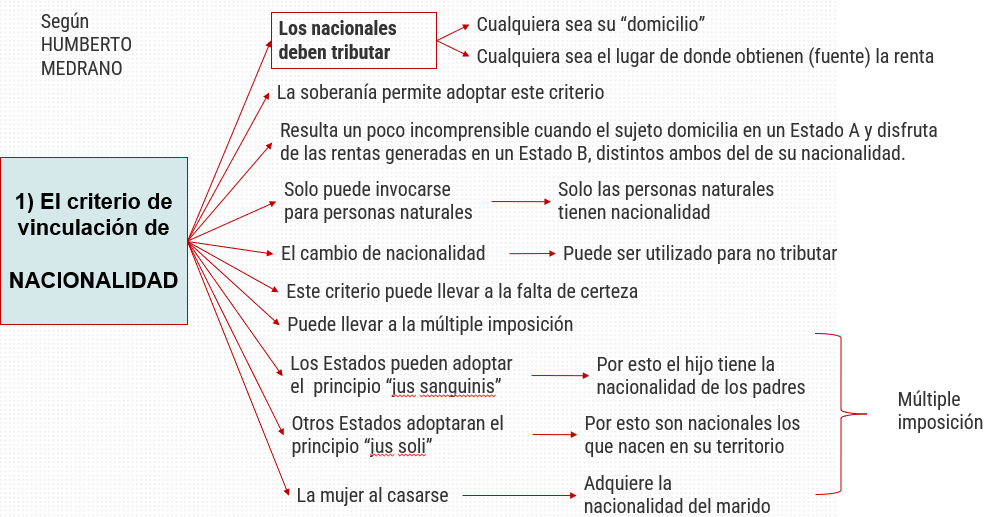 Según
HUMBERTO
MEDRANO
1) El criterio de
vinculación de
NACIONALIDAD
Los nacionales
deben tributar
Cualquiera sea su “domicilio”
Cualquiera sea el lugar de donde obtienen (fuente) la renta
La soberanía permite adoptar este criterio
Resulta un poco incomprensible cuando el sujeto domicilia en un Estado A y disfruta
de las rentas generadas en un Estado B, distintos ambos del de su nacionalidad.
Solo puede invocarse
para personas naturales
Solo las personas naturales
tienen nacionalidad
El cambio de nacionalidad
Puede ser utilizado para no tributar
Este criterio puede llevar a la falta de certeza
Puede llevar a la múltiple imposición
Los Estados pueden adoptar
el principio “jus sanguinis”
Por esto el hijo tiene la
nacionalidad de los padres
Otros Estados adoptaran el
principio “jus soli”
Por esto son nacionales los
que nacen en su territorio
La mujer al casarse
Adquiere la
nacionalidad del marido
Múltiple
imposición